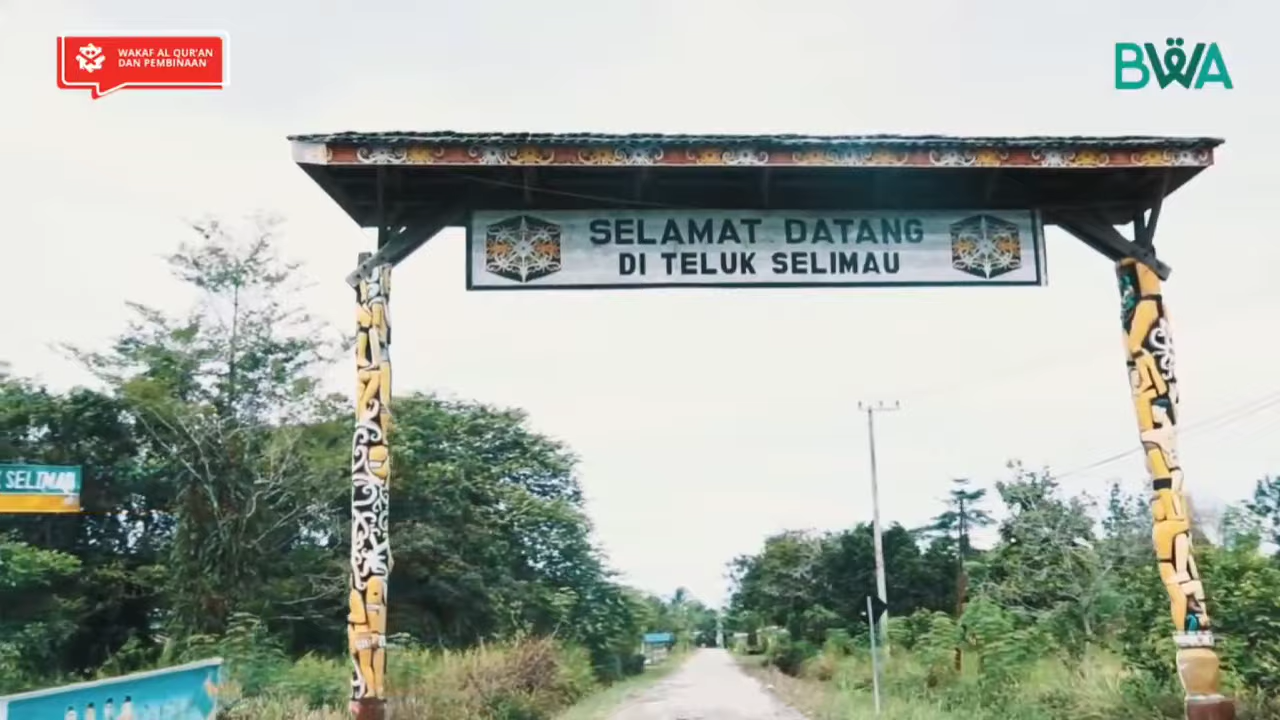 WAKAF AL QUR'AN
DAN PEMBINAAN
BWA
SELAMAT DATANG
DI TELUK SELIMAU
SELIMAU